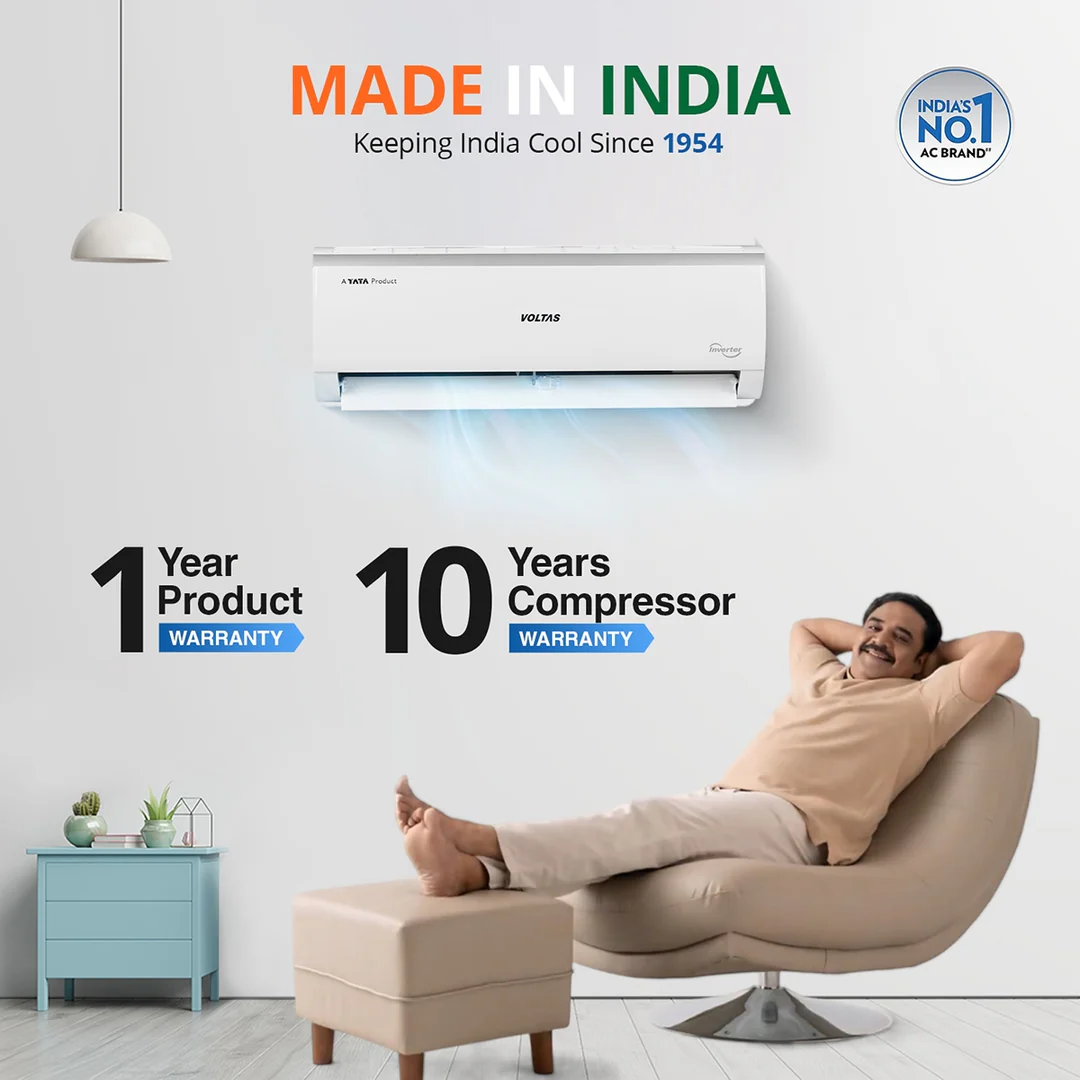 MADE IN INDIA
Keeping India Cool Since 1954
INDIA'S
NO.1
AC BRAND"
A TATA Product
VOLTAS
Inverter
1 Year
Product
WARRANTY
10 Years
Compressor
WARRANTY